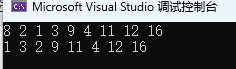 Microsoft Visual Studio 调试控制台
8 2 1 3 9 4 11 12 16
1 3 2 9 11 4 12 16